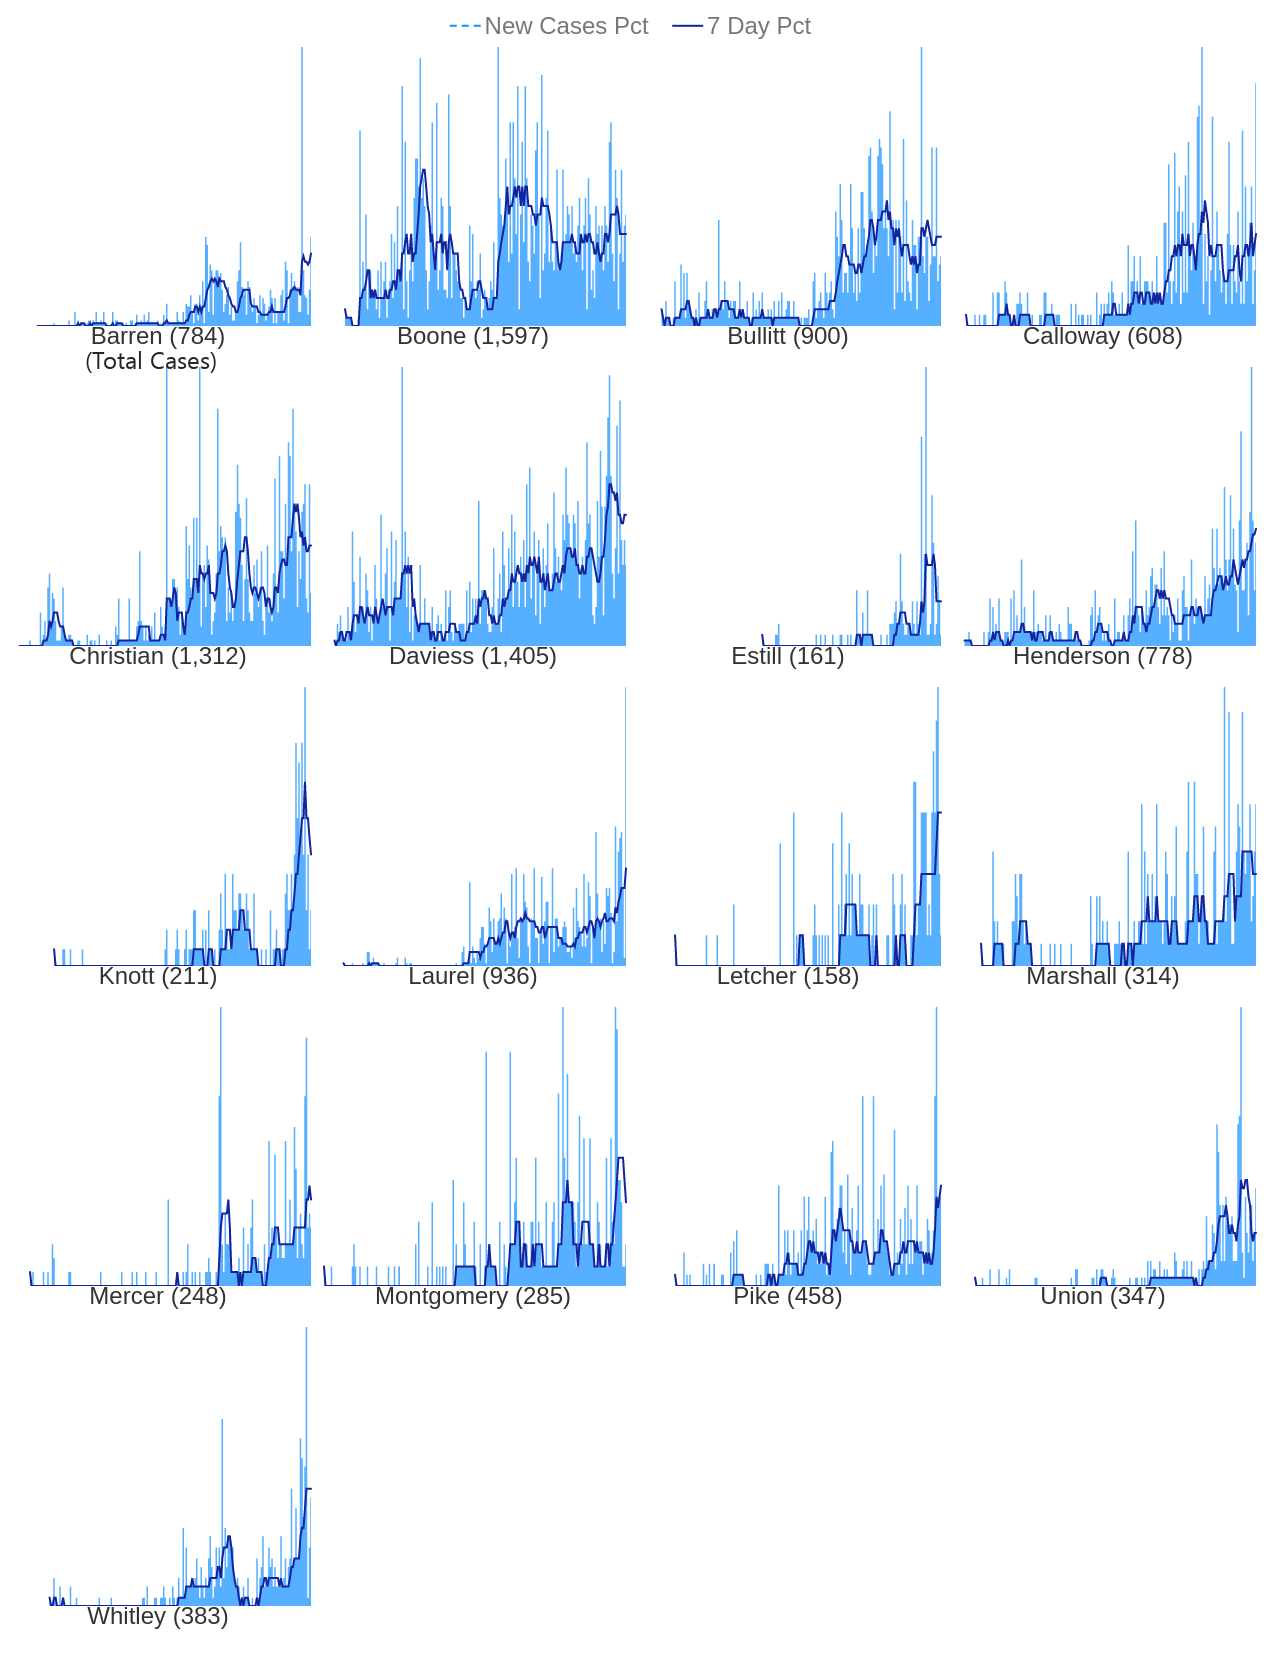 New Cases Pct 7 Day Pct
Barren (784) Boone (1,597) Bullitt (900) Calloway (608)
(Total Cases)
Christian (1,312) Daviess (1,405) Estill (161) Henderson (778)
Knott (211) Laurel (936) Letcher (158) Marshall (314)
Mercer (248) Montgomery (285) Pike (458) Union (347)
Whitley (383)